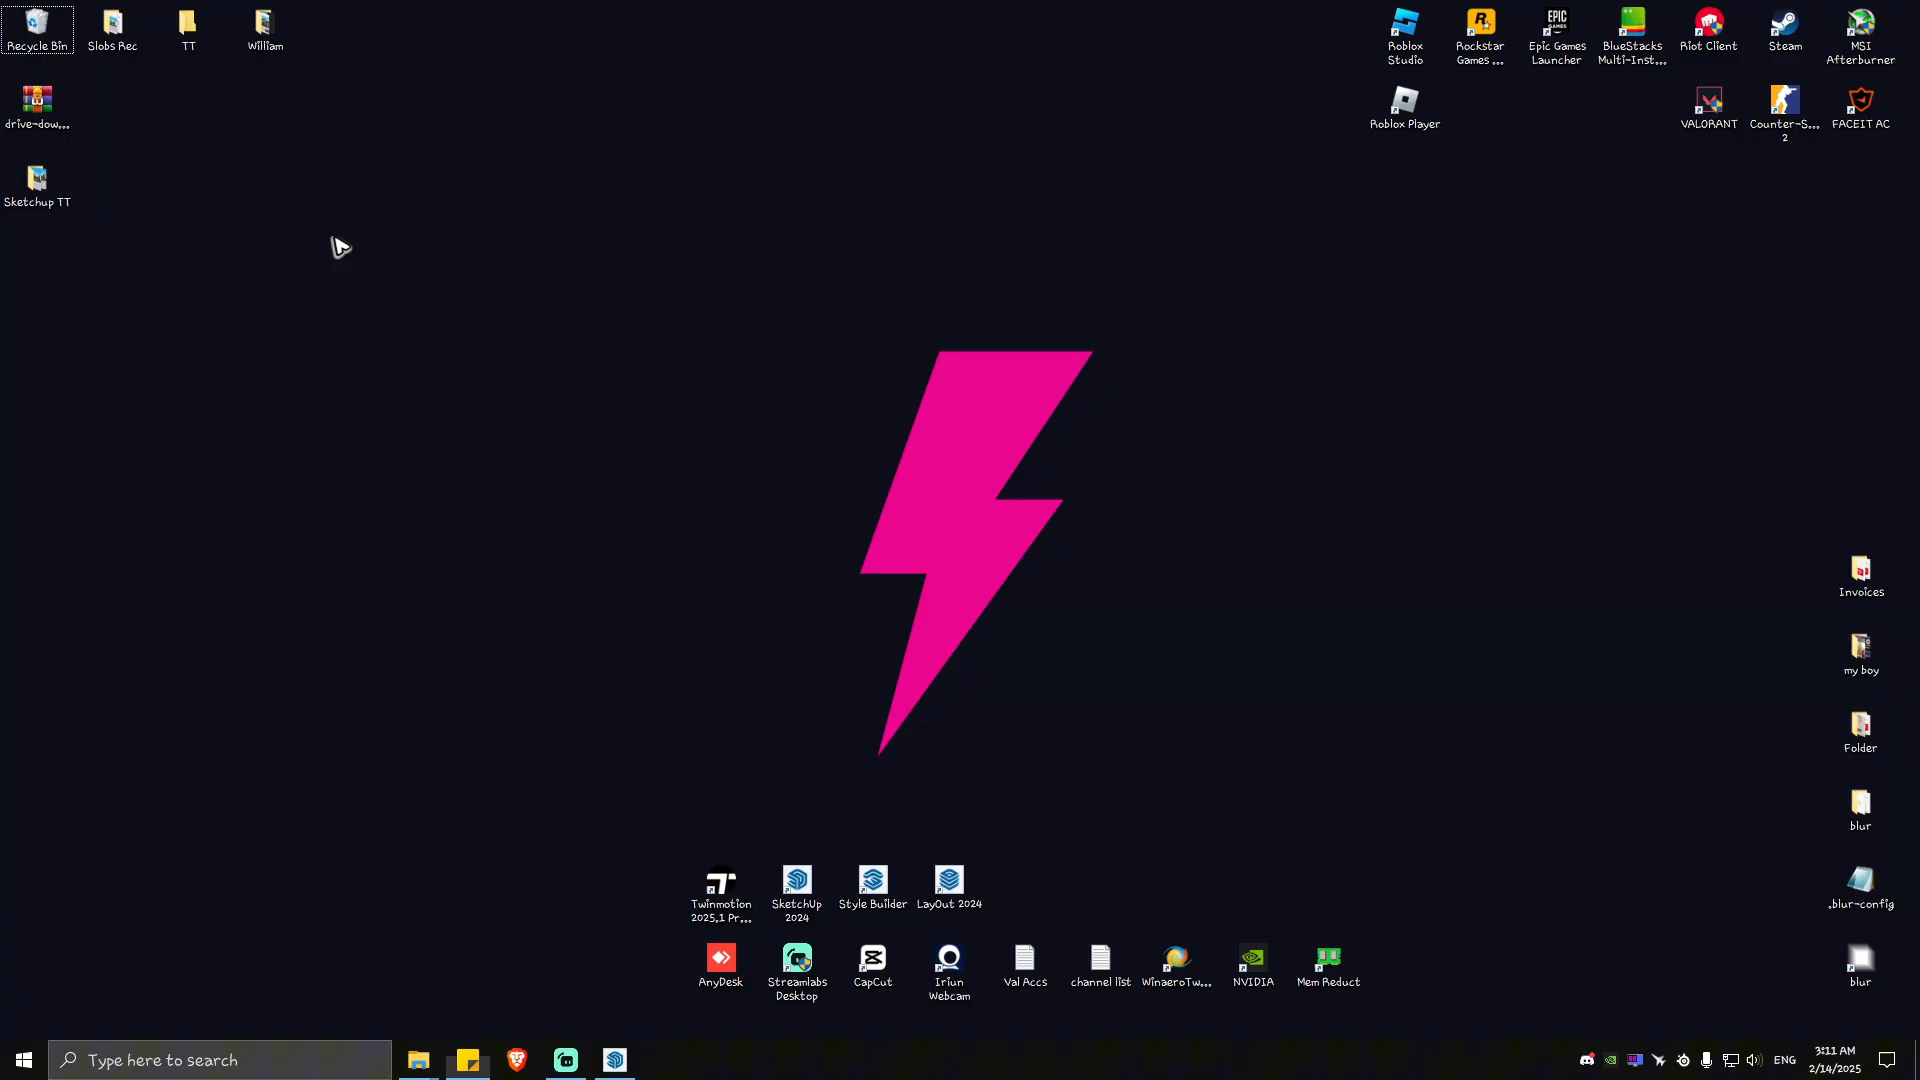 Recycle Bin
Slobs Rec
TT
William
Roblox
Studio
Rockstar
Games ...
EPIC
GAMES
Epic Games
Launcher
BlueStacks
Multi-Inst...
Riot Client
Steam
MSI
Afterburner
drive-dow...
Roblox Player
VALORANT
Counter-S...
2
FACEIT AC
Sketchup TT
Invoices
my boy
Folder
blur
.blur-config
blur
Twinmotion
2025.1 Pr...
SketchUp
2024
Style Builder
LayOut 2024
AnyDesk
Streamlabs
Desktop
CapCut
Iriun
Webcam
Val Accs
channel list
WinaeroTw...
NVIDIA
Mem Reduct
Type here to search
ENG
3:11 AM
2/14/2025